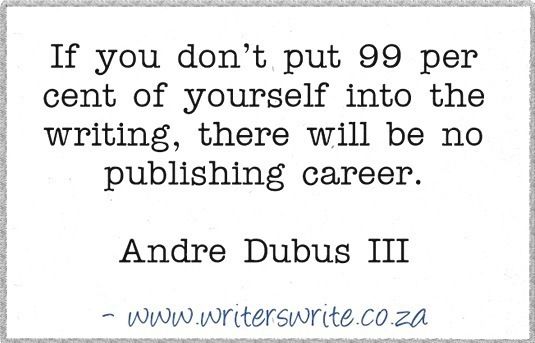 If you don't put 99 per
cent of yourself into the
writing, there will be no
publishing career.
Andre Dubus III
- www.writerswrite.co.za